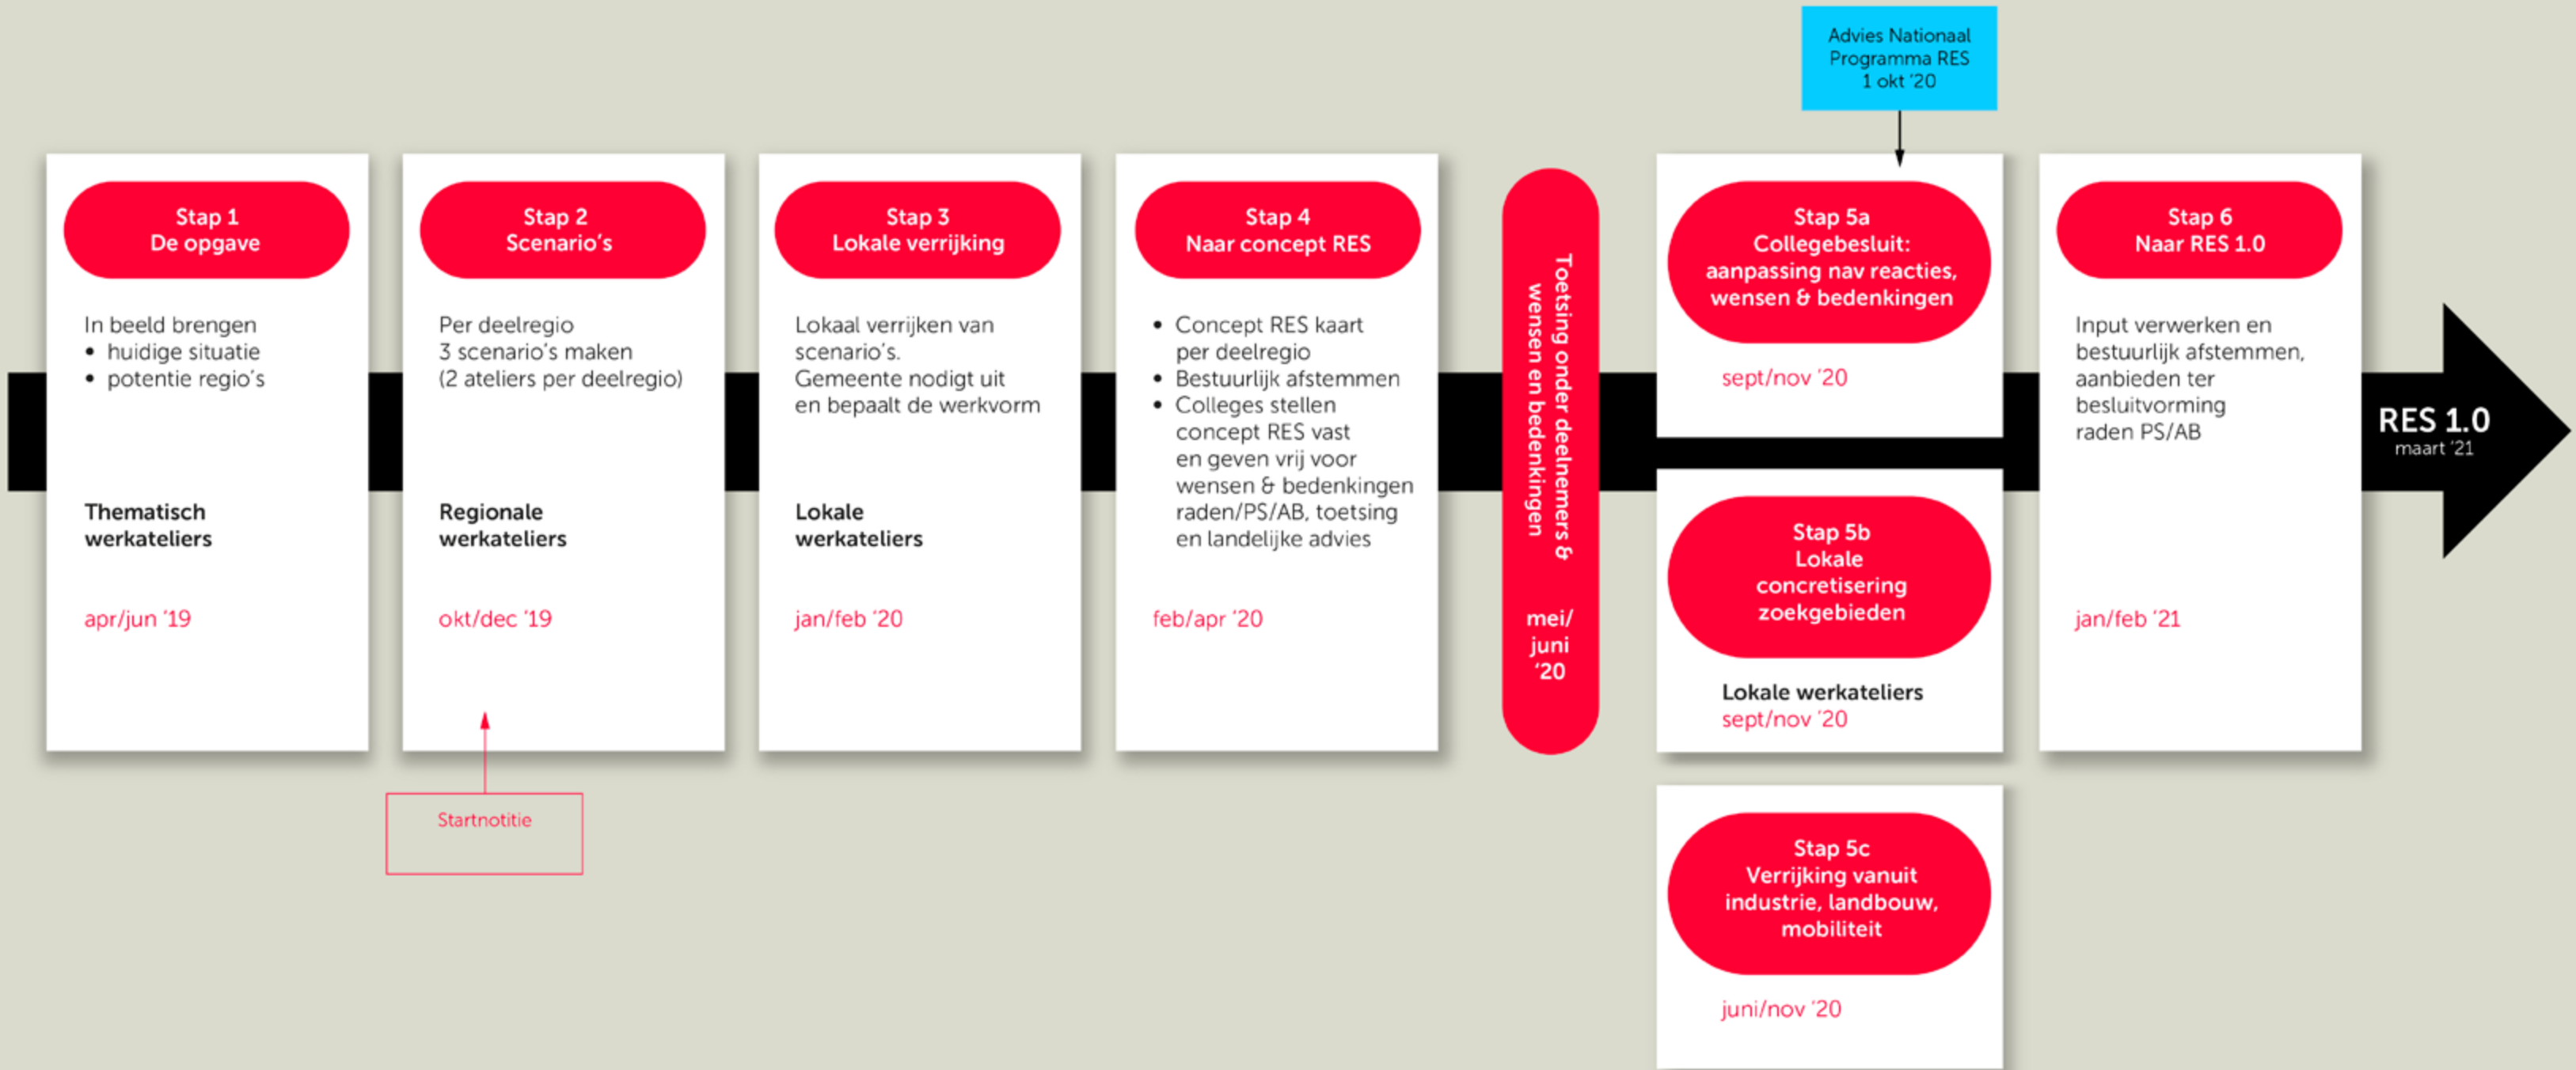 Advies Nationaal
Programma RES
1 okt ‘20
Stap 1
De opgave
In beeld brengen
• huidige situatie
• potentie regio’s
Thematisch
werkateliers
apr/jun ‘19
Stap 2
Scenario’s
Per deelregio
3 scenario’s maken
(2 ateliers per deelregio)
Regionale
werkateliers
okt/dec ‘19
Startnotitie
Stap 3
Lokale verrijking
Lokaal verrijken van
scenario’s.
Gemeente nodigt uit
en bepaalt de werkvorm
Lokale
werkateliers
jan/feb ‘20
Stap 4
Naar concept RES
• Concept RES kaart
per deelregio
• Bestuurlijk afstemmen
• Colleges stellen
concept RES vast
en geven vrij voor
wensen & bedenkingen
raden/PS/AB, toetsing
en landelijke advies
feb/apr ‘20
Toetsing onder deelnemers &
wensen en bedenkingen
mei/
juni
‘20
Stap 5a
Collegebesluit:
aanpassing nav reacties,
wensen & bedenkingen
sept/nov ‘20
Stap 5b
Lokale
concretisering
zoekgebieden
Lokale werkateliers
sept/nov ‘20
Stap 5c
Verrijking vanuit
industrie, landbouw,
mobiliteit
juni/nov ‘20
Stap 6
Naar RES 1.0
Input verwerken en
bestuurlijk afstemmen,
aanbieden ter
besluitvorming
raden PS/AB
jan/feb ‘21
RES 1.0
maart ‘21